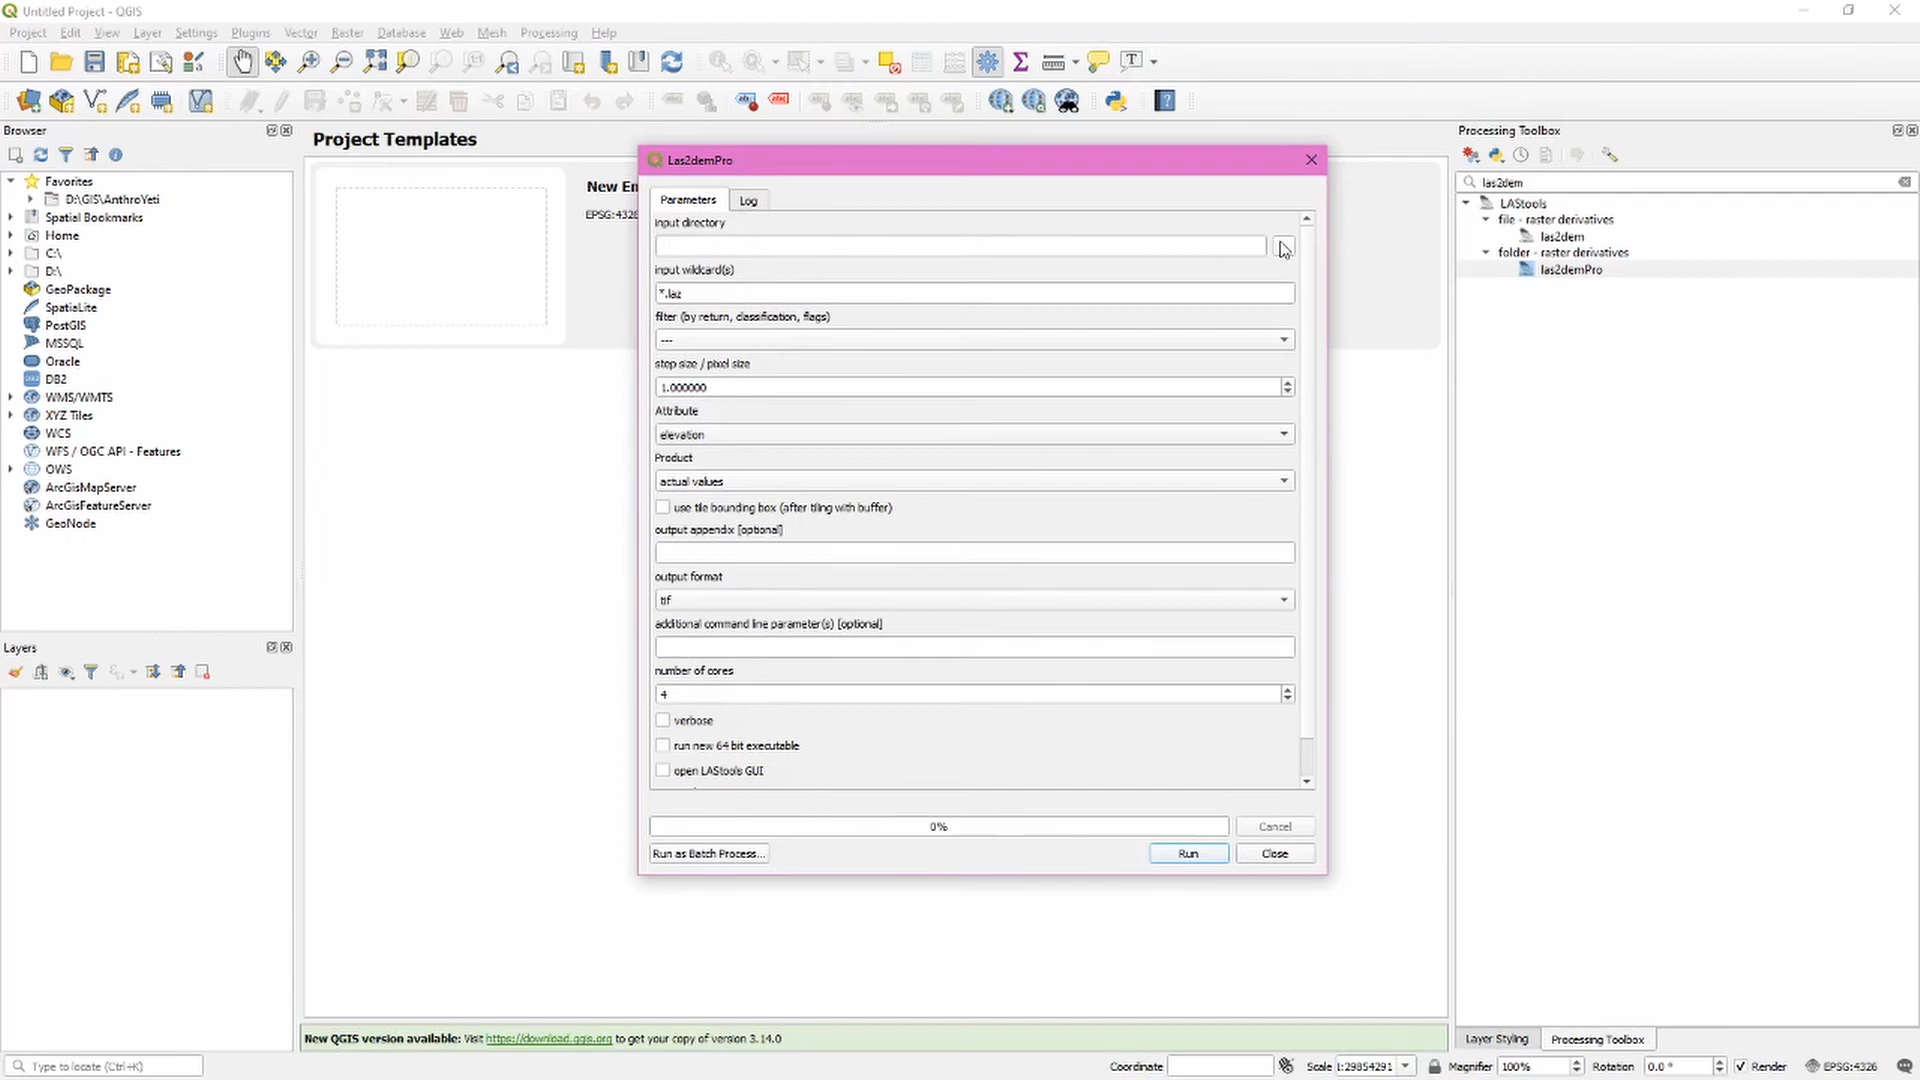 Untitled Project - QGIS
Project Edit View Layer Settings Plugins Vector Raster Database Web Mesh Processing Help
Browser
Favorites
D:\GIS\AnthroYeti
Spatial Bookmarks
Home
C:\
D:\
GeoPackage
SpatiaLite
PostGIS
MSSQL
Oracle
DB2
WMS/WMTS
XYZ Tiles
WCS
WFS / OGC API - Features
OWS
ArcGisMapServer
ArcGisFeatureServer
GeoNode
Layers
Project Templates
New En
EPSG:4326
Las2demPro
Parameters Log
input directory
input wildcard(s)
*.laz
filter (by return, classification, flags)
---
step size / pixel size
1.000000
Attribute
elevation
Product
actual values
use tile bounding box (after tiling with buffer)
output appendix [optional]
output format
tif
additional command line parameter(s) [optional]
number of cores
4
verbose
run new 64 bit executable
open LAStools GUI
0% Cancel
Run as Batch Process... Run Close
Processing Toolbox
las2dem
LAStools
file - raster derivatives
las2dem
folder - raster derivatives
las2demPro
New QGIS version available: Visit https://download.qgis.org to get your copy of version 3.14.0
Layer Styling Processing Toolbox
Type to locate (Ctrl+K) Coordinate Scale 1:29854291 Magnifier 100% Rotation 0.0 ° Render EPSG:4326